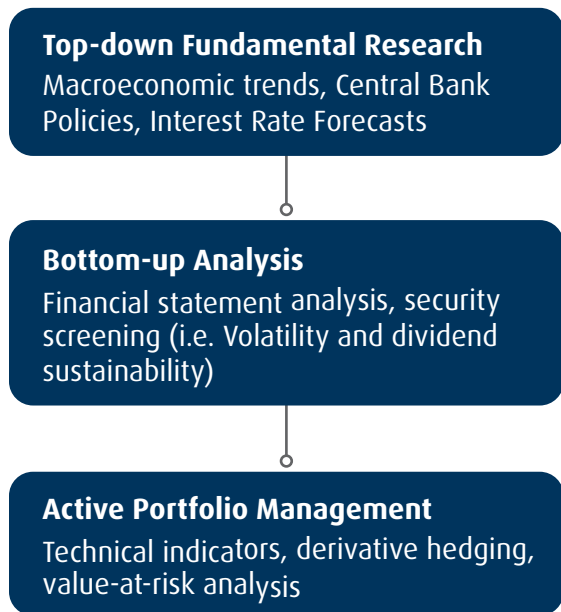 Top-down Fundamental Research
Macroeconomic trends, Central Bank
Policies, Interest Rate Forecasts
Bottom-up Analysis
Financial statement analysis, security
screening (i.e. Volatility and dividend
sustainability)
Active Portfolio Management
Technical indicators, derivative hedging,
value-at-risk analysis